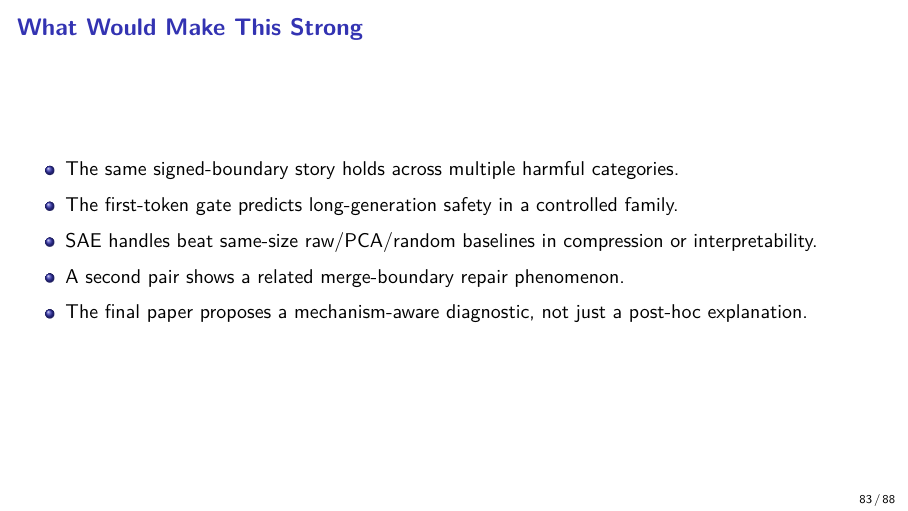 What Would Make This Strong
The same signed-boundary story holds across multiple harmful categories.
The first-token gate predicts long-generation safety in a controlled family.
SAE handles beat same-size raw/PCA/random baselines in compression or interpretability.
A second pair shows a related merge-boundary repair phenomenon.
The final paper proposes a mechanism-aware diagnostic, not just a post-hoc explanation.
83 / 88